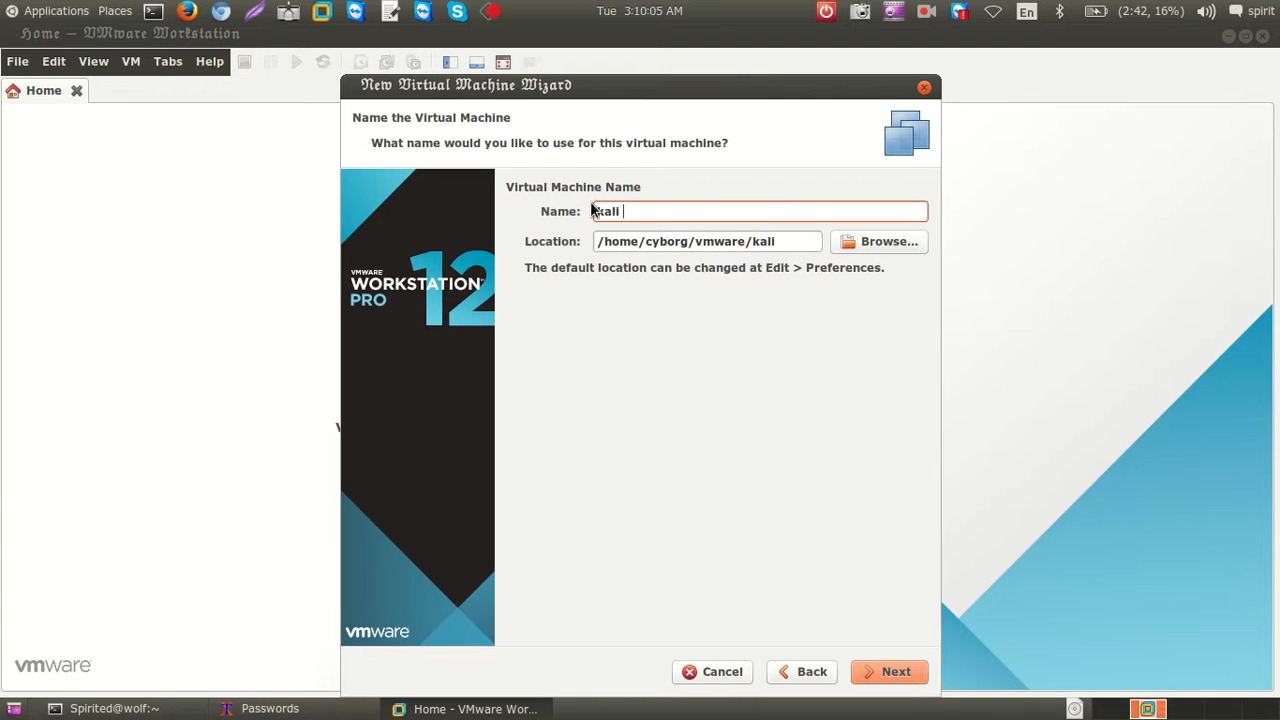 Applications Places Tue 3:10:05 AM En (2:42, 16%) spirit
Home — VMware Workstation
File Edit View VM Tabs Help
Home
New Virtual Machine Wizard
Name the Virtual Machine
What name would you like to use for this virtual machine?
Virtual Machine Name
Name: kali
Location: /home/cyborg/vmware/kali Browse...
The default location can be changed at Edit > Preferences.
VMWARE
WORKSTATION 12
PRO
vmware
vmware
Cancel Back Next
Spirited@wolf:~ Passwords Home - VMware Wor...